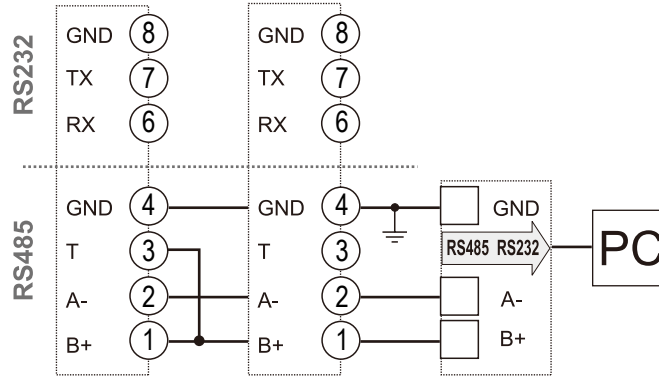 RS232
GND 8 GND 8
TX 7 TX 7
RX 6 RX 6
RS485
GND 4 GND 4 GND
T 3 T 3 RS485 RS232 PC
A- 2 A- 2 A-
B+ 1 B+ 1 B+